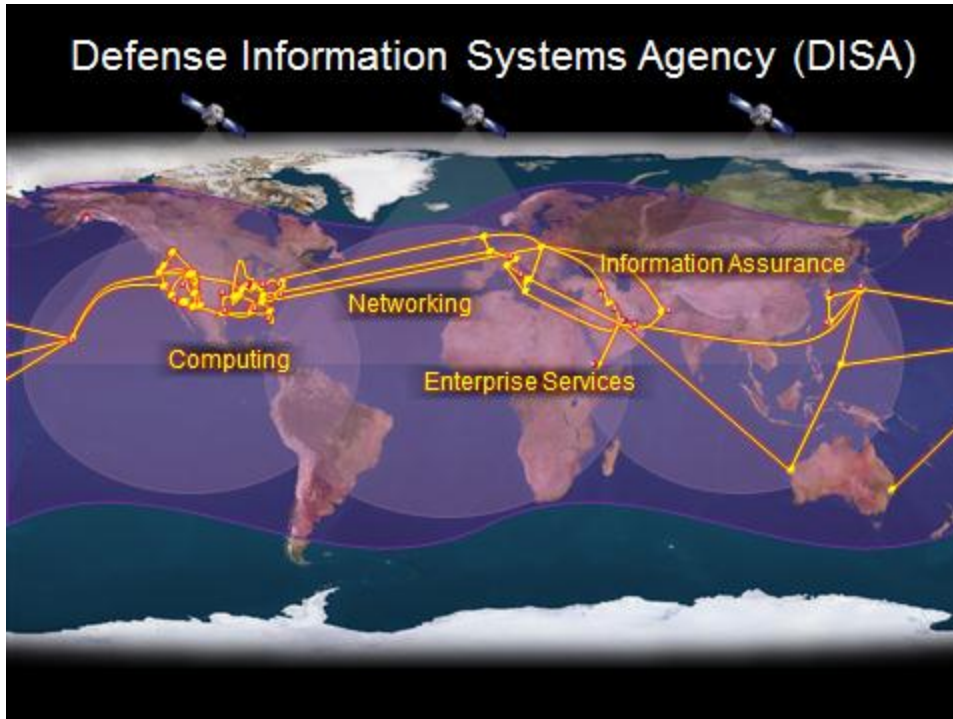 Defense Information Systems Agency (DISA)
Information Assurance
Networking
Computing
Enterprise Services